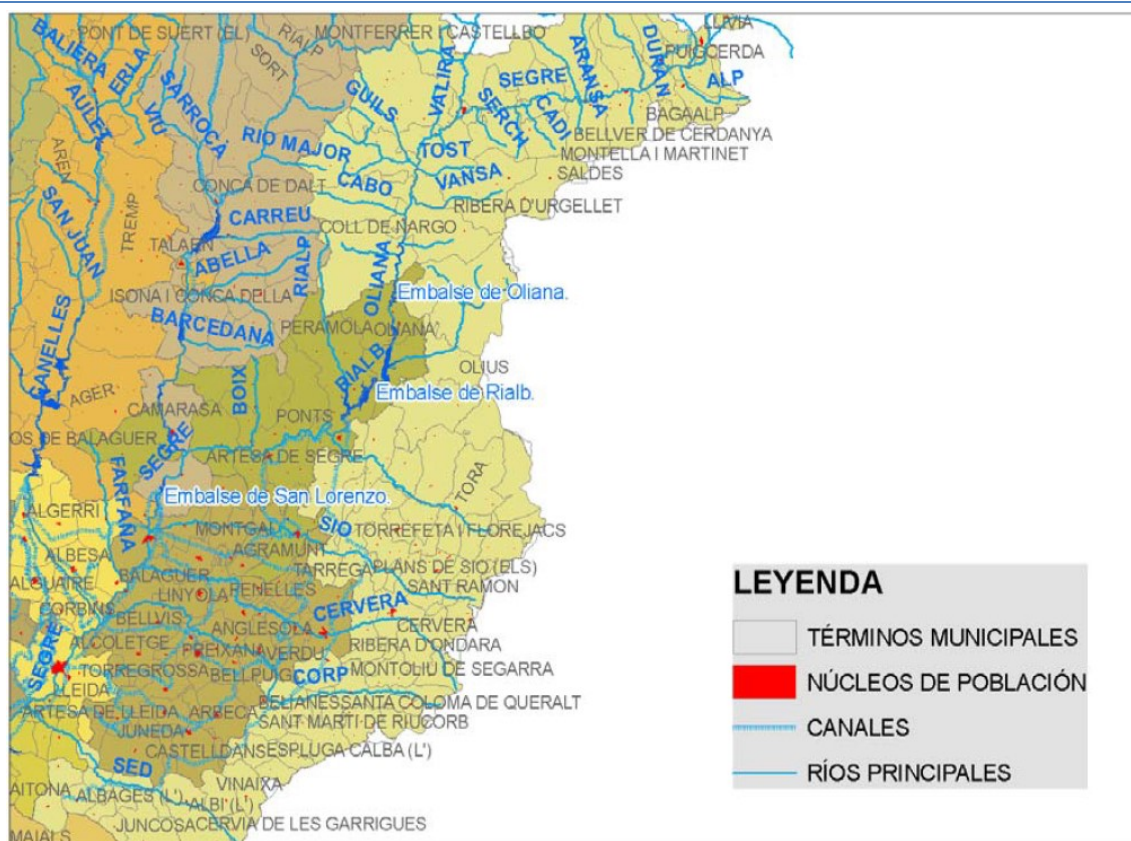 PONT DE SUERT (EL)
RIALP
MONTFERRER I CASTELLBO
LLIVIA
BALIERA
ERLA
SORT
VALIRA
SEGRE
ARANSA
DURAN
PUIGCERDA
ALP
AULET
VIU
SARROCÀ
GUILS
SERCH
CADI
BAGAALP
BELLVER DE CERDANYA
RIO MAJOR
TOST
MONTELLA I MARTINET
AREN
CONCA DE DALT
CABO
VANSA
SALDES
SAN JUAN
TREMP
CARREU
RIBERA D'URGELLET
COLL DE NARGO
TALARN
ABELLA
RIALP
OLIANA
ISONA I CONCA DELLA
Embalse de Oliana.
BARCEDANA
PERAMOLA
OLIANA
CANELLES
RIALB
OLIUS
AGER
BOIX
Embalse de Rialb.
CAMARASA
PONTS
OS DE BALAGUER
SEGRE
ARTESA DE SEGRE
FARFAÑA
TORA
Embalse de San Lorenzo.
ALGERRI
MONTGAI
SIO
TORREFETA I FLOREJACS
ALBESA
AGRAMUNT
TARREGA
PLANS DE SIO (ELS)
ALGUAIRE
BALAGUER
LINYOLA
PENELLES
SANT RAMON
CORBINS
BELLVIS
CERVERA
ANGLESOLA
CERVERA
SEGRE
ALCOLETGE
PREIXANA
VERDU
RIBERA D'ONDARA
TORREGROSSA
BELLPUIG
CORP
MONTOLIU DE SEGARRA
LLEIDA
BELIANES
SANTA COLOMA DE QUERALT
ARTESA DE LLEIDA
ARBECA
SANT MARTI DE RIUCORB
JUNEDA
CASTELLDANS
ESPLUGA CALBA (L')
SED
VINAIXA
AITONA
ALBAGES (L')
ALBI (L')
MAIALS
JUNCOSA
CERVIA DE LES GARRIGUES
LEYENDA
TÉRMINOS MUNICIPALES
NÚCLEOS DE POBLACIÓN
CANALES
RÍOS PRINCIPALES